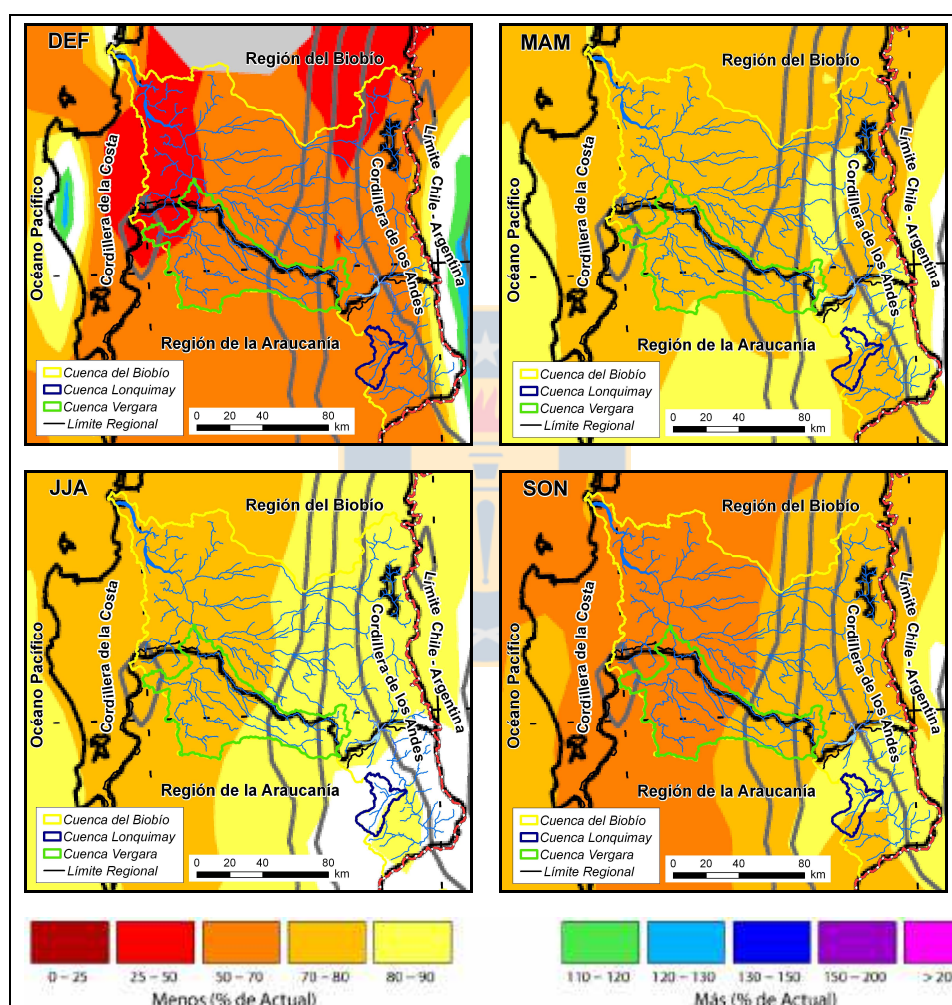 DEF
Región del Biobío
Océano Pacífico
Cordillera de la Costa
Cordillera de los Andes
Límite Chile - Argentina
Región de la Araucanía
Cuenca del Biobío
Cuenca Lonquimay
Cuenca Vergara
Límite Regional
0 20 40 80
km
MAM
Región del Biobío
Océano Pacífico
Cordillera de la Costa
Cordillera de los Andes
Límite Chile - Argentina
Región de la Araucanía
Cuenca del Biobío
Cuenca Lonquimay
Cuenca Vergara
Límite Regional
0 20 40 80
km
JJA
Región del Biobío
Océano Pacífico
Cordillera de la Costa
Cordillera de los Andes
Límite Chile - Argentina
Región de la Araucanía
Cuenca del Biobío
Cuenca Lonquimay
Cuenca Vergara
Límite Regional
0 20 40 80
km
SON
Región del Biobío
Océano Pacífico
Cordillera de la Costa
Cordillera de los Andes
Límite Chile - Argentina
Región de la Araucanía
Cuenca del Biobío
Cuenca Lonquimay
Cuenca Vergara
Límite Regional
0 20 40 80
km
0 – 25 25 – 50 50 – 70 70 – 80 80 – 90 110 – 120 120 – 130 130 – 150 150 – 200
Menos (% de Actual) Más (% de Actual)